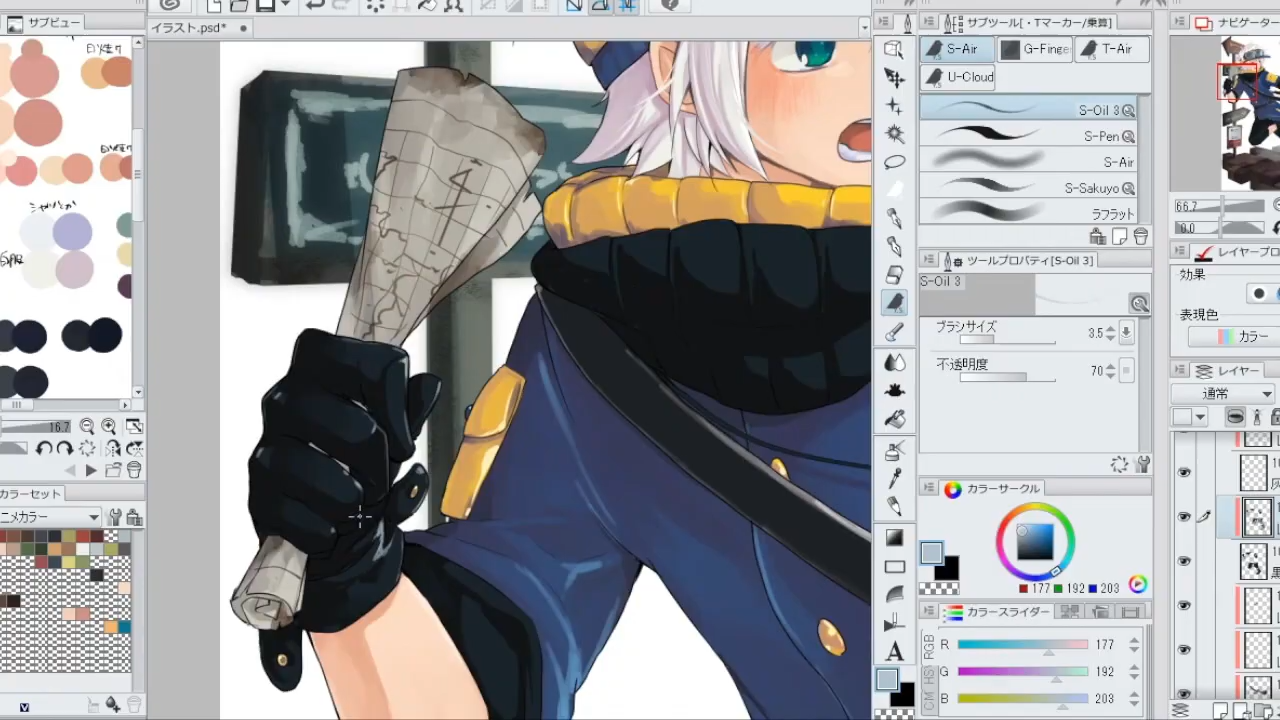 サブビュー
16.7
カラーセット
ニメカラー
イラスト.psd*
サブツール[・Tマーカー/乗算]
S-Air
G-Finge
T-Air
U-Cloud
S-Oil 3
S-Pen
S-Air
S-Sakuyo
ラフラット
ツールプロパティ[S-Oil 3]
S-Oil 3
ブラシサイズ 3.5
不透明度 70
カラーサークル
177 192 203
カラースライダー
RGB
R 177
G 192
B 203
ナビゲーター
66.7
0.0
レイヤープロ
効果
表現色
カラー
レイヤー
通常